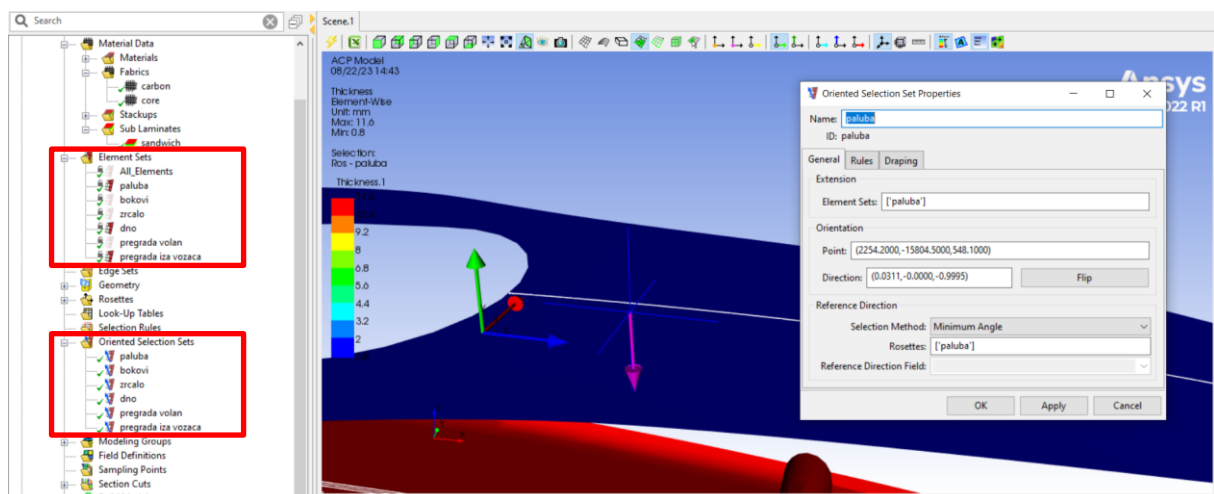 Search
Material Data
Materials
Fabrics
carbon
core
Stackups
Sub Laminates
sandwich
Element Sets
All_Elements
paluba
bokovi
zrcalo
dno
pregrada volan
pregrada iza vozaca
Edge Sets
Geometry
Rosettes
Look-Up Tables
Selection Rules
Oriented Selection Sets
paluba
bokovi
zrcalo
dno
pregrada volan
pregrada iza vozaca
Modeling Groups
Field Definitions
Sampling Points
Section Cuts
Scene.1
ACP Model
08/22/23 14:43
Thickness
Element-Wise
Unit: mm
Max: 11.6
Min: 0.8
Selection:
Ros - paluba
Thickness.1
9.2
8
6.8
5.6
4.4
3.2
2
Ansys
2022 R1
Oriented Selection Set Properties
Name: paluba
ID: paluba
General Rules Draping
Extension
Element Sets: ['paluba']
Orientation
Point: (2254.2000,-15804.5000,548.1000)
Direction: (0.0311,-0.0000,-0.9995) Flip
Reference Direction
Selection Method: Minimum Angle
Rosettes: ['paluba']
Reference Direction Field:
OK Apply Cancel